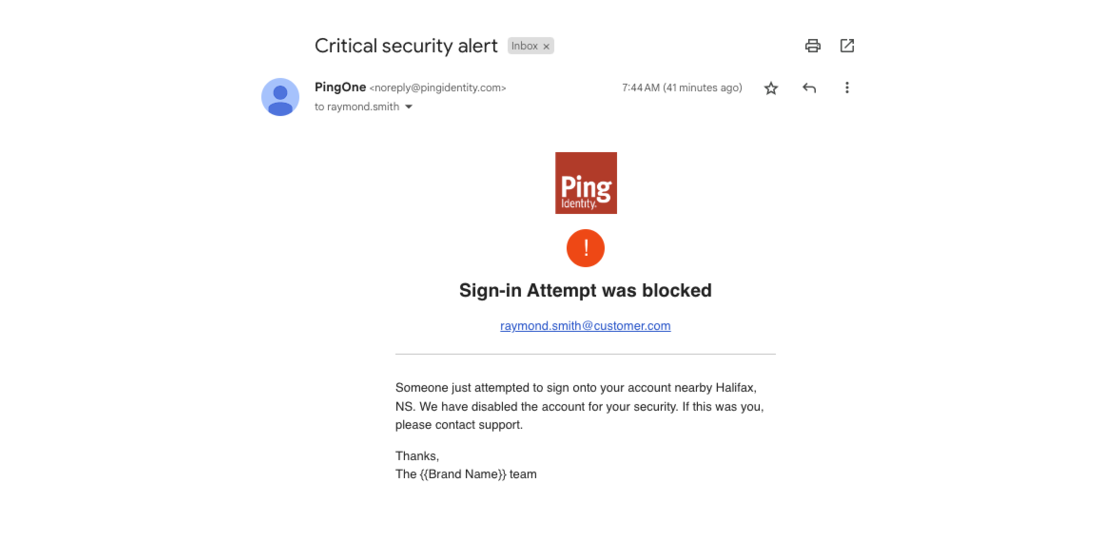 Critical security alert Inbox ×
PingOne <noreply@pingidentity.com> 7:44 AM (41 minutes ago)
to raymond.smith
Ping
Identity.
!
Sign-in Attempt was blocked
raymond.smith@customer.com
Someone just attempted to sign onto your account nearby Halifax,
NS. We have disabled the account for your security. If this was you,
please contact support.
Thanks,
The {{Brand Name}} team